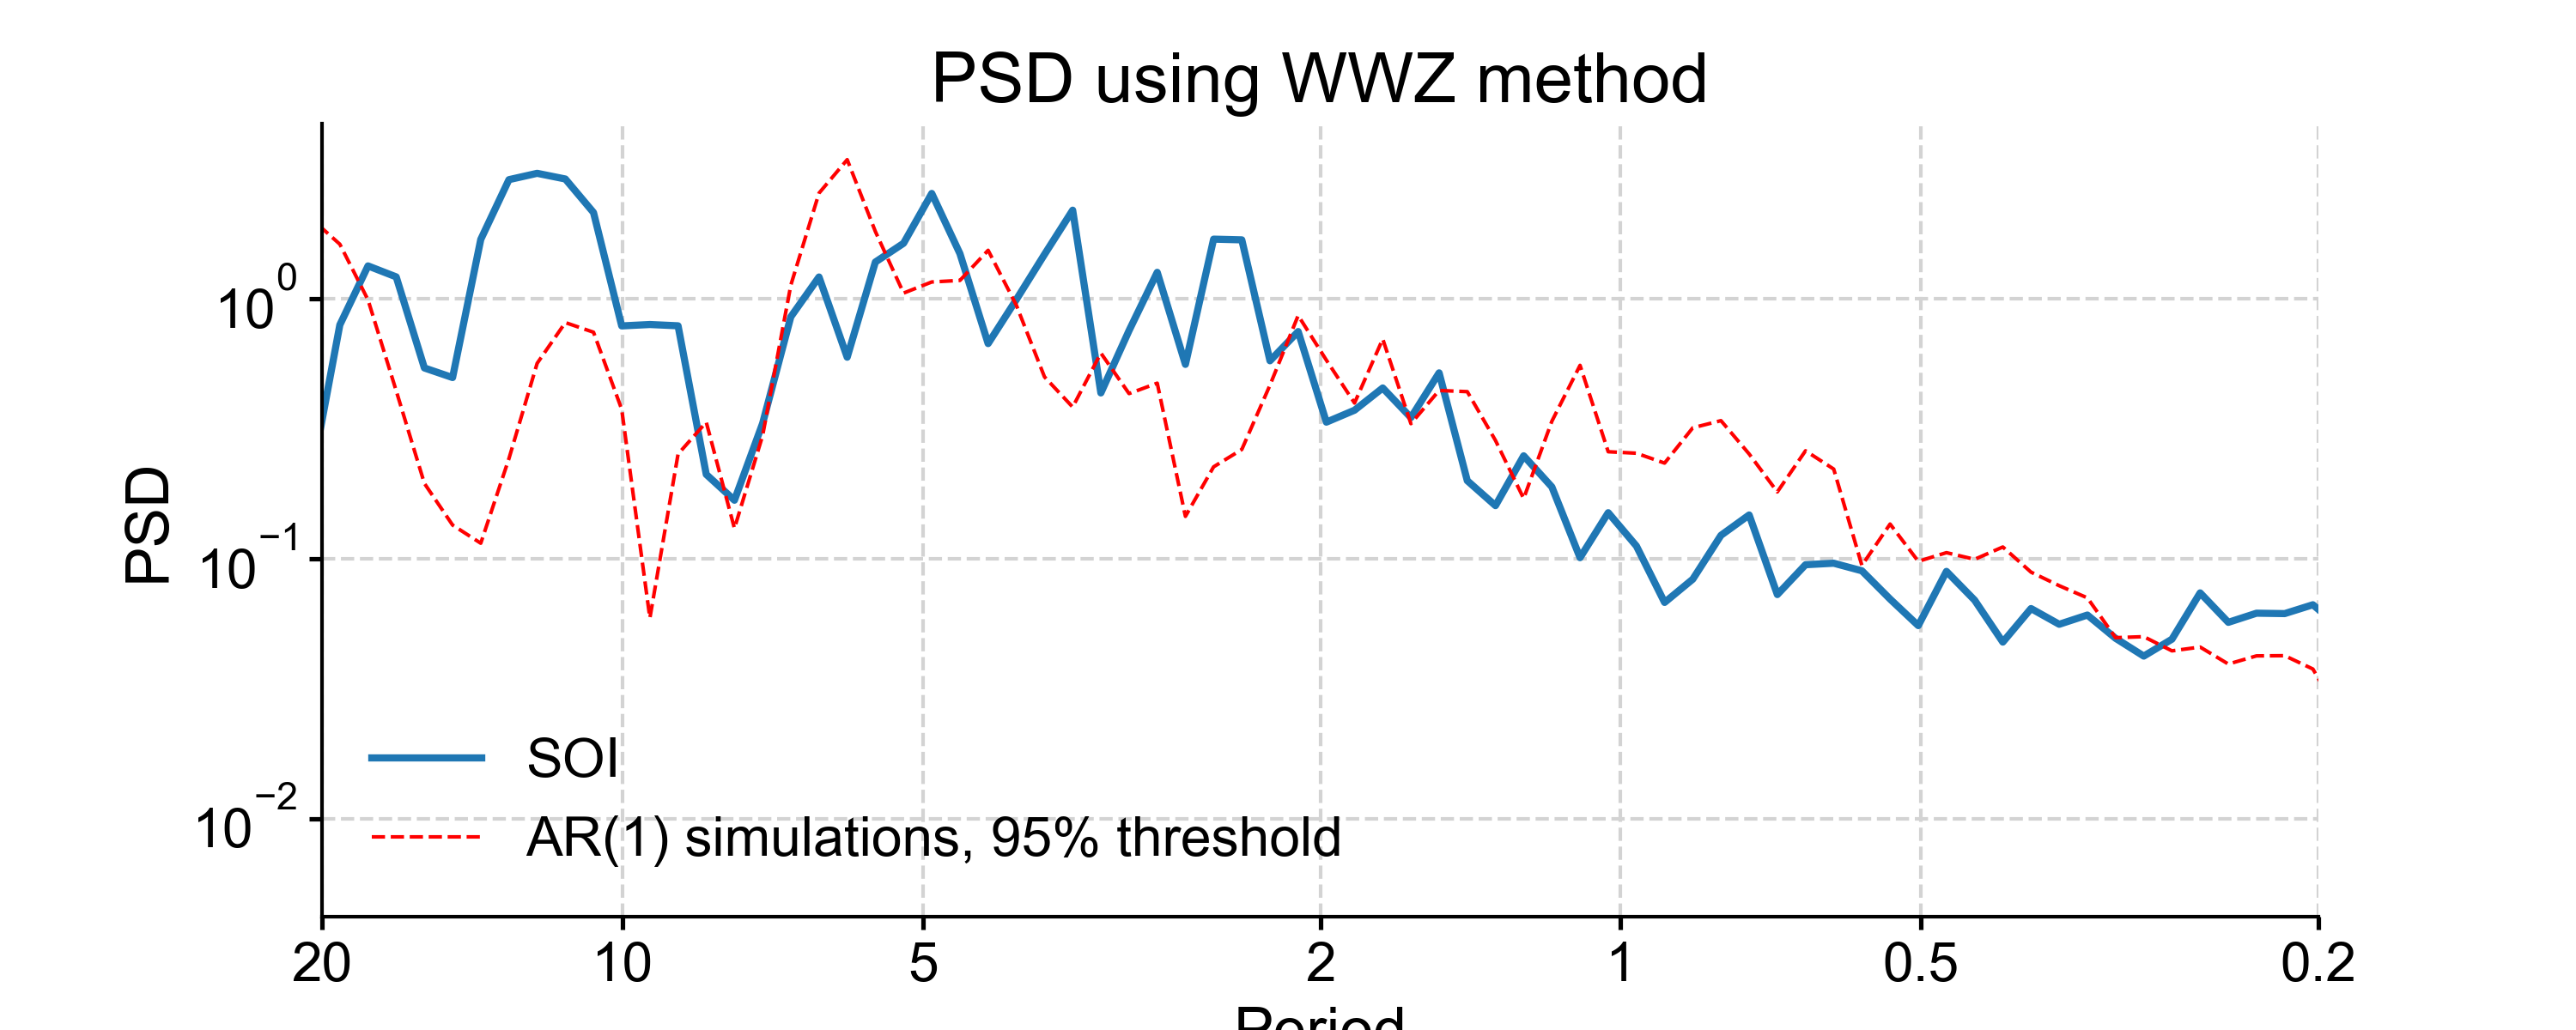 PSD using WWZ method
PSD
10^0
10^−1
10^−2
SOI
AR(1) simulations, 95% threshold
20 10 5 2 1 0.5 0.2
Period